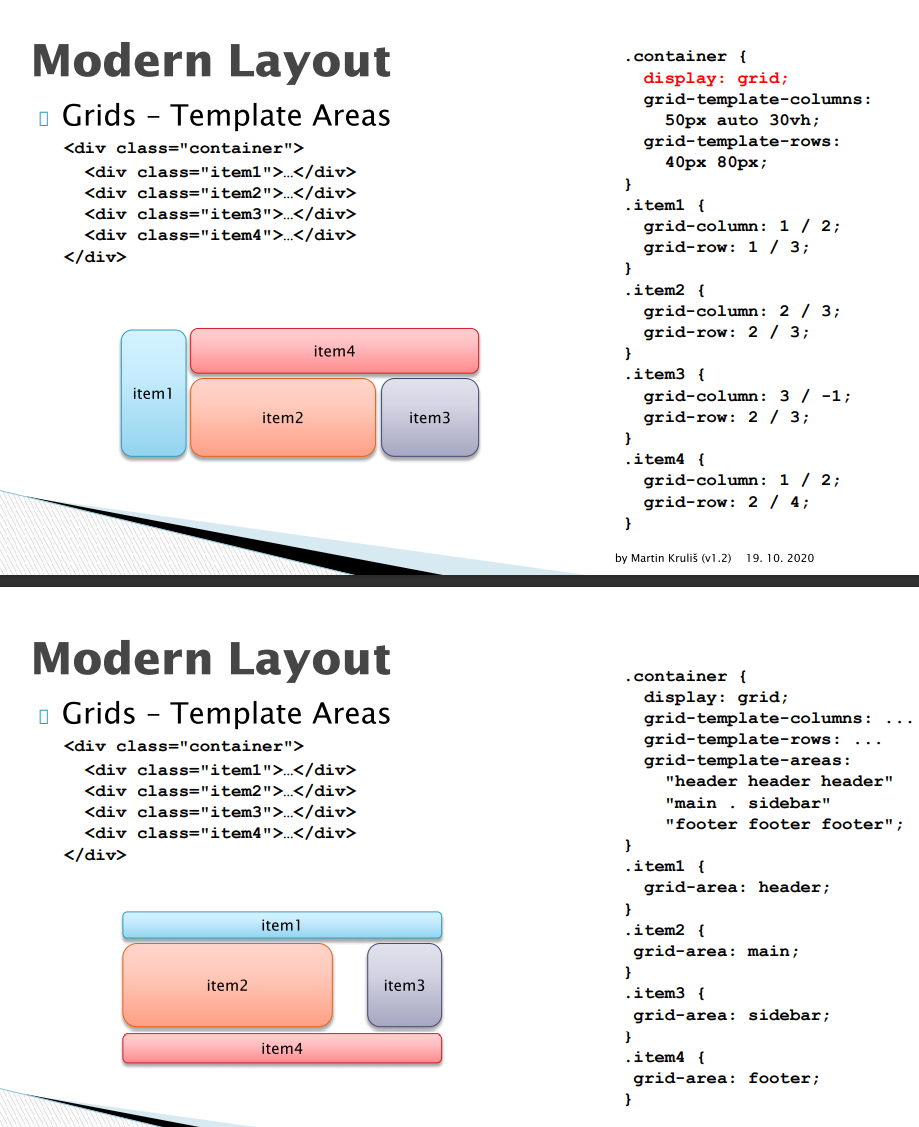 Modern Layout
Grids – Template Areas
<div class="container">
<div class="item1">…</div>
<div class="item2">…</div>
<div class="item3">…</div>
<div class="item4">…</div>
</div>
item1
item4
item2
item3
.container {
display: grid;
grid-template-columns:
50px auto 30vh;
grid-template-rows:
40px 80px;
}
.item1 {
grid-column: 1 / 2;
grid-row: 1 / 3;
}
.item2 {
grid-column: 2 / 3;
grid-row: 2 / 3;
}
.item3 {
grid-column: 3 / -1;
grid-row: 2 / 3;
}
.item4 {
grid-column: 1 / 2;
grid-row: 2 / 4;
}
by Martin Kruliš (v1.2) 19. 10. 2020
Modern Layout
Grids – Template Areas
<div class="container">
<div class="item1">…</div>
<div class="item2">…</div>
<div class="item3">…</div>
<div class="item4">…</div>
</div>
item1
item2
item3
item4
.container {
display: grid;
grid-template-columns: ...
grid-template-rows: ...
grid-template-areas:
"header header header"
"main . sidebar"
"footer footer footer";
}
.item1 {
grid-area: header;
}
.item2 {
grid-area: main;
}
.item3 {
grid-area: sidebar;
}
.item4 {
grid-area: footer;
}